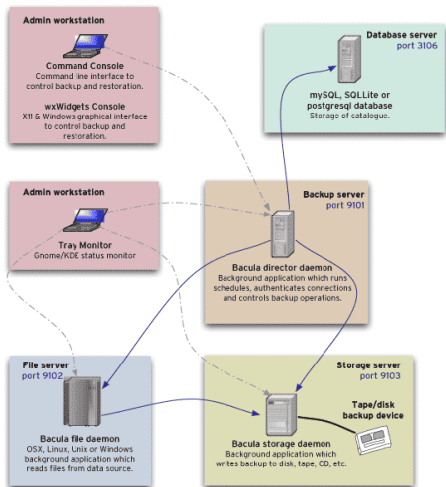 Admin workstation
Command Console
Command line interface to
control backup and restoration.
wxWidgets Console
X11 & Windows graphical interface
to control backup and
restoration.
Database server
port 3106
mySQL, SQLLite or
postgresql database
Storage of catalogue.
Admin workstation
Tray Monitor
Gnome/KDE status monitor
Backup server
port 9101
Bacula director daemon
Background application which runs
schedules, authenticates connections
and controls backup operations.
File server
port 9102
Bacula file daemon
OSX, Linux, Unix or Windows
background application which
reads files from data source.
Storage server
port 9103
Tape/disk
backup device
Bacula storage daemon
Background application which
writes backup to disk, tape, CD, etc.